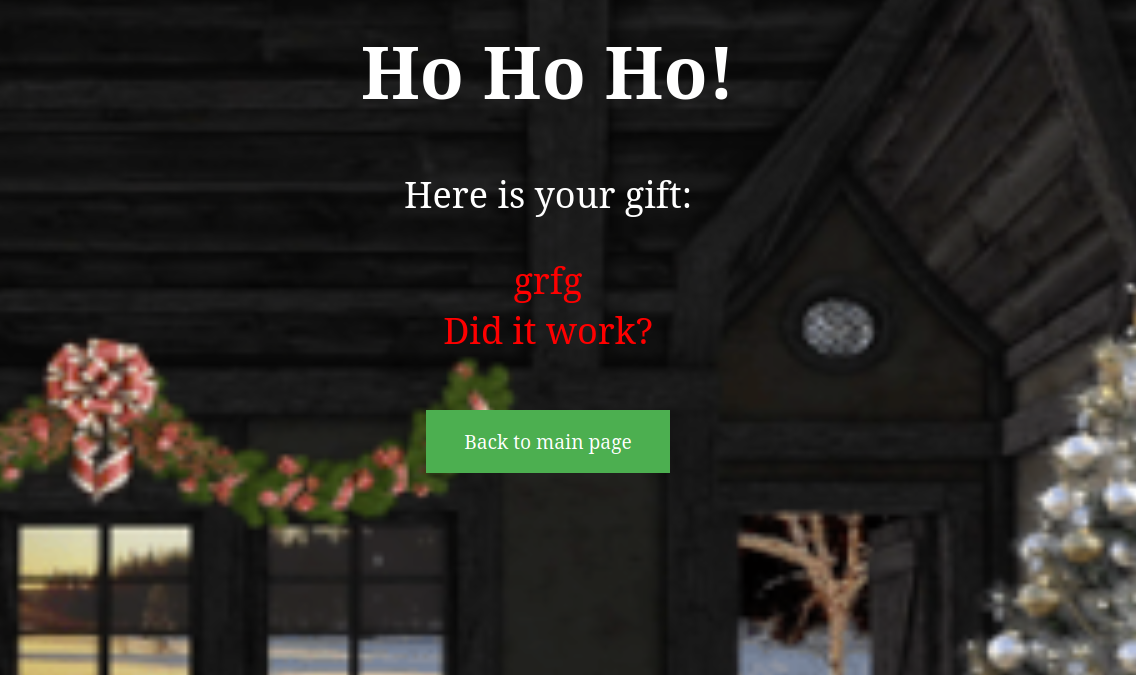 Ho Ho Ho!
Here is your gift:
grfg
Did it work?
Back to main page